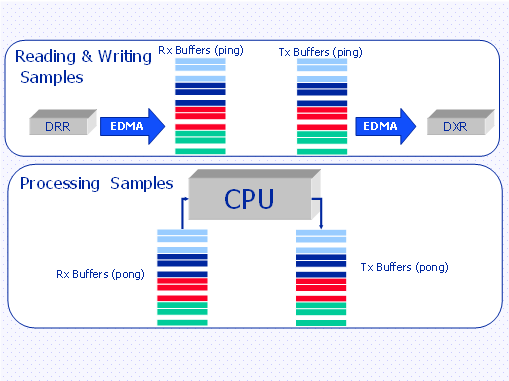 Reading & Writing
Samples
Rx Buffers (ping)
Tx Buffers (ping)
DRR
EDMA
EDMA
DXR
Processing Samples
CPU
Rx Buffers (pong)
Tx Buffers (pong)